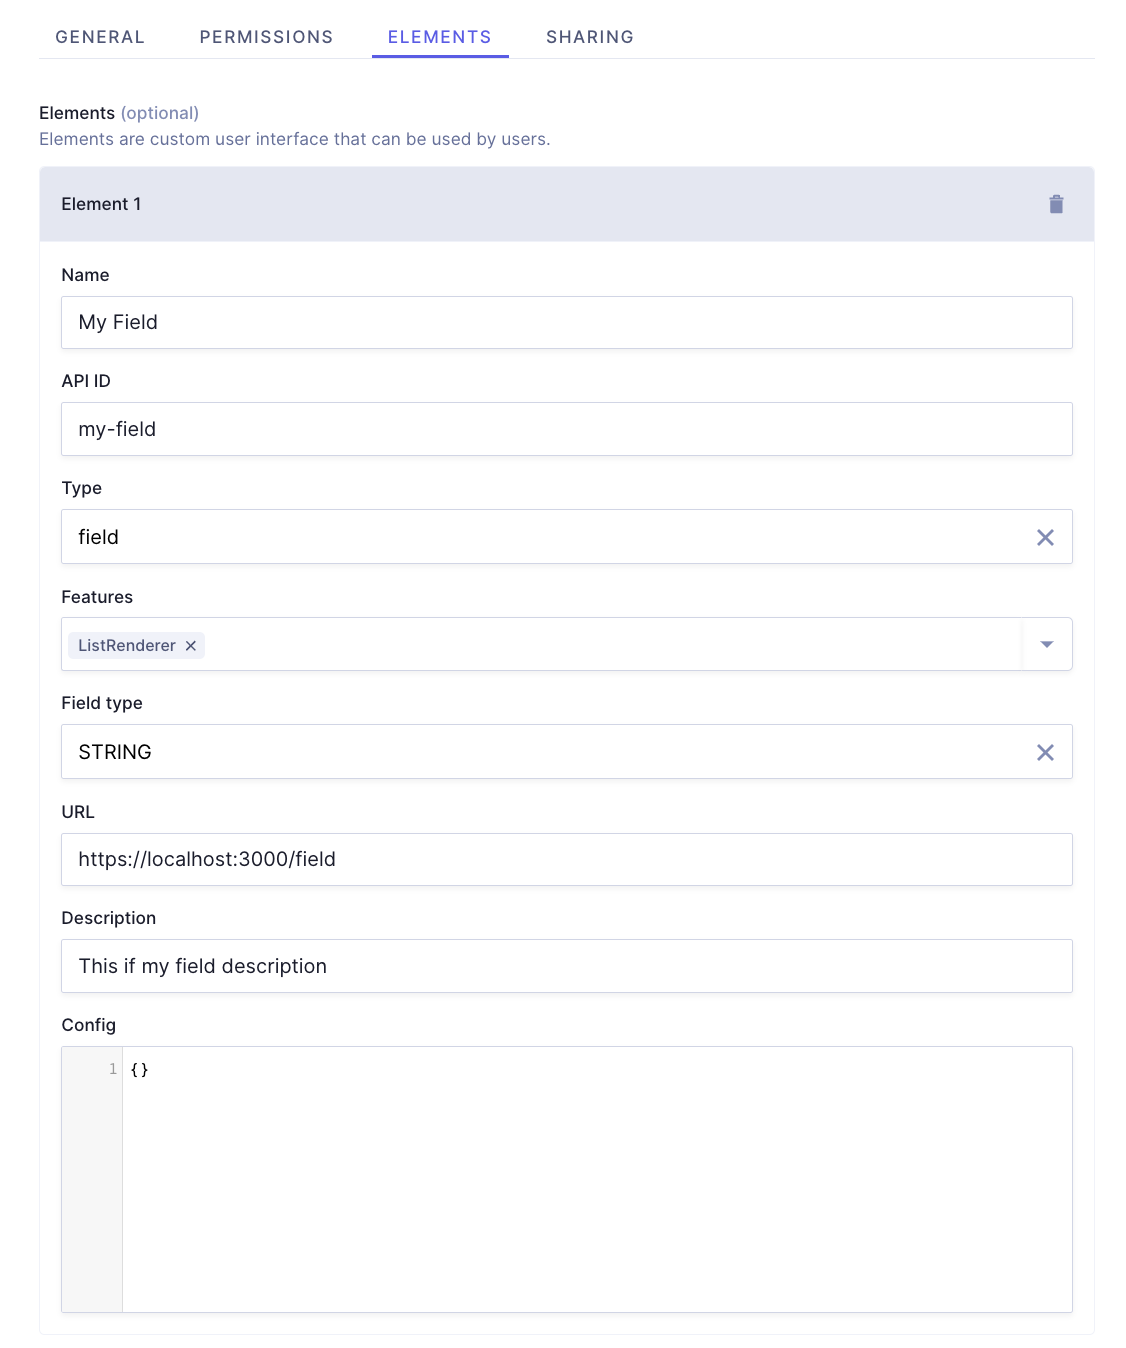 GENERAL PERMISSIONS ELEMENTS SHARING
Elements (optional)
Elements are custom user interface that can be used by users.
Element 1
Name
My Field
API ID
my-field
Type
field
Features
ListRenderer
Field type
STRING
URL
https://localhost:3000/field
Description
This if my field description
Config
1 {}